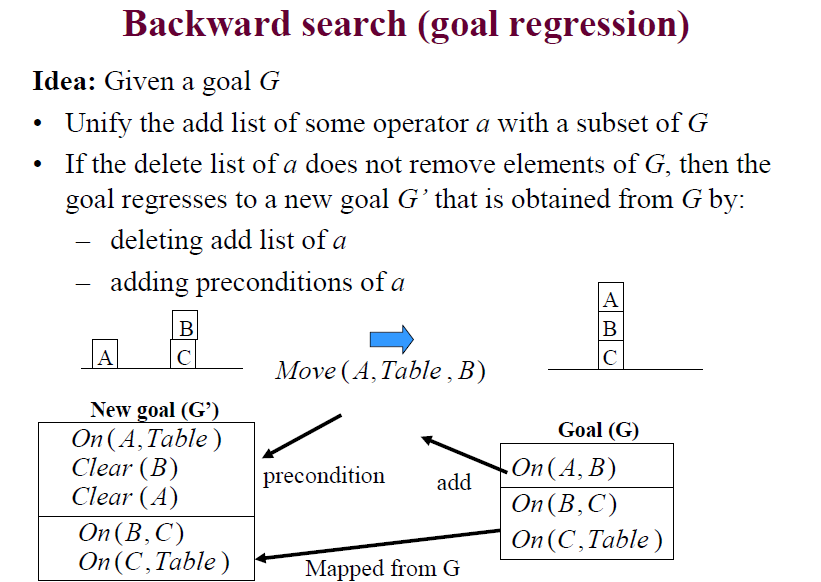 Backward search (goal regression)
Idea: Given a goal G
• Unify the add list of some operator a with a subset of G
• If the delete list of a does not remove elements of G, then the
goal regresses to a new goal G’ that is obtained from G by:
– deleting add list of a
– adding preconditions of a
A
B
C
Move (A, Table , B)
A
B
C
New goal (G’)
On (A, Table )
Clear (B)
Clear (A)
On (B, C)
On (C, Table )
precondition
add
Mapped from G
Goal (G)
On (A, B)
On (B, C)
On (C, Table )